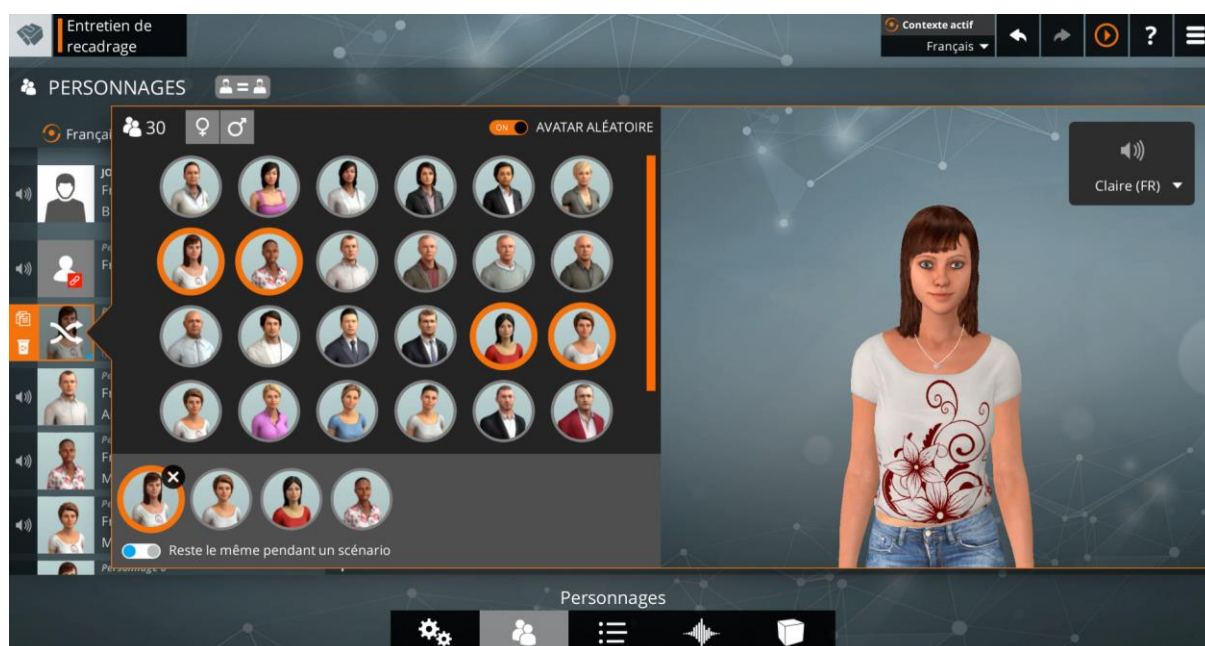 Entretien de
recadrage
Contexte actif
Français
?
PERSONNAGES
=
Françai
30
ON
AVATAR ALÉATOIRE
Claire (FR)
Reste le même pendant un scénario
Personnages